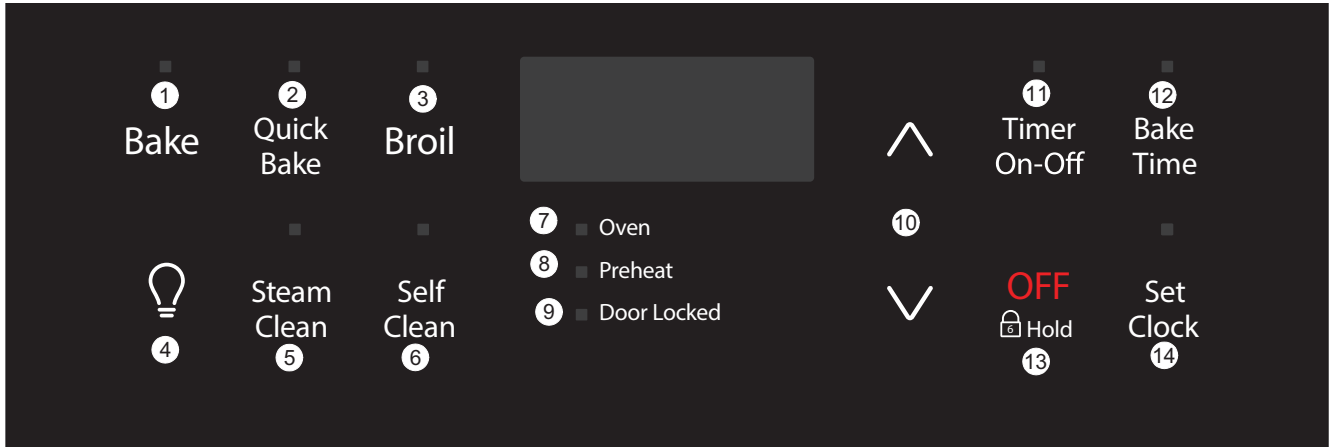 1
Bake
2
Quick
Bake
3
Broil
11
Timer
On-Off
12
Bake
Time
7 Oven
8 Preheat
9 Door Locked
10
4
Steam
Clean
5
Self
Clean
6
OFF
6 Hold
13
Set
Clock
14